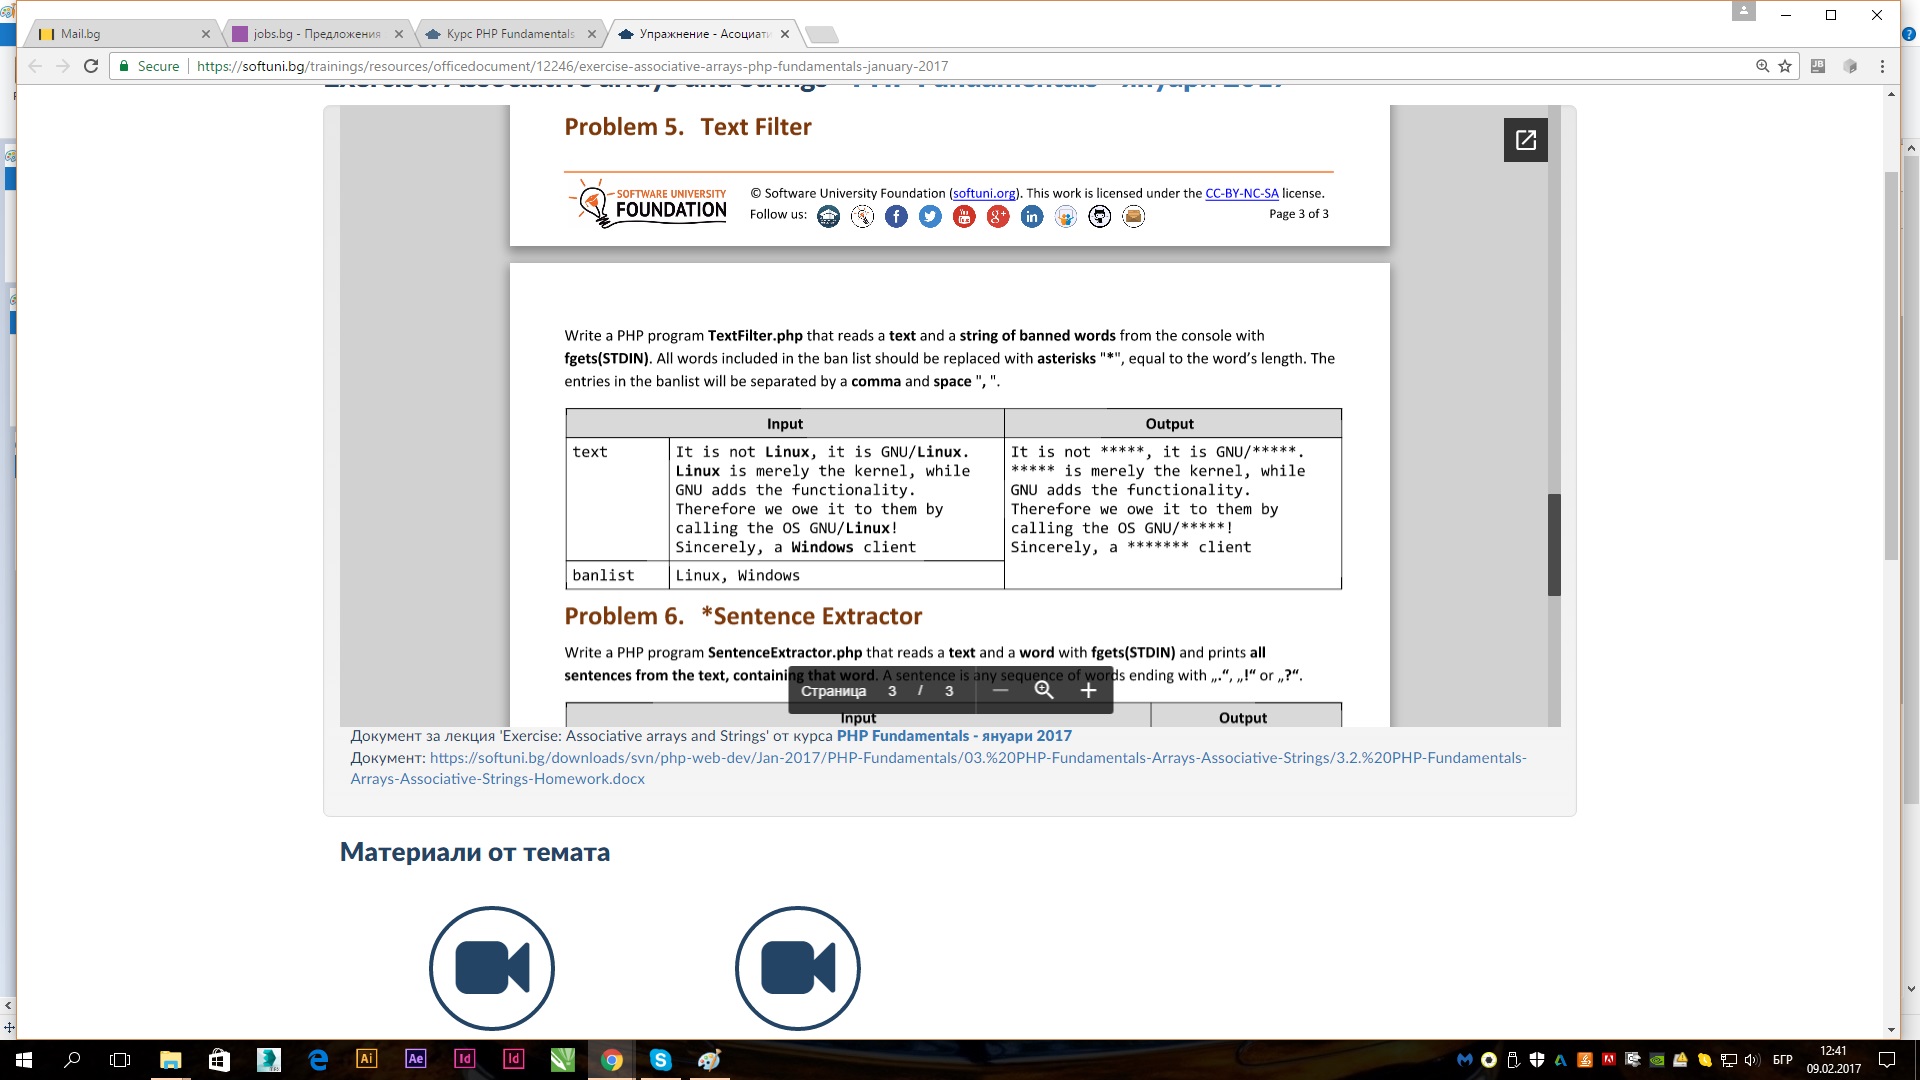 Mail.bg
jobs.bg - Предложения
Курс PHP Fundamentals
Упражнение - Асоциати
Secure
https://softuni.bg/trainings/resources/officedocument/12246/exercise-associative-arrays-php-fundamentals-january-2017
Exercise: Associative arrays and Strings - PHP Fundamentals - януари 2017
Problem 5. Text Filter
SOFTWARE UNIVERSITY
FOUNDATION
© Software University Foundation (softuni.org). This work is licensed under the CC-BY-NC-SA license.
Follow us:
Page 3 of 3
Write a PHP program TextFilter.php that reads a text and a string of banned words from the console with
fgets(STDIN). All words included in the ban list should be replaced with asterisks "*", equal to the word's length. The
entries in the banlist will be separated by a comma and space ", ".
Input
Output
text
It is not Linux, it is GNU/Linux.
Linux is merely the kernel, while
GNU adds the functionality.
Therefore we owe it to them by
calling the OS GNU/Linux!
Sincerely, a Windows client
It is not *****, it is GNU/*****.
***** is merely the kernel, while
GNU adds the functionality.
Therefore we owe it to them by
calling the OS GNU/*****!
Sincerely, a ******* client
banlist
Linux, Windows
Problem 6. *Sentence Extractor
Write a PHP program SentenceExtractor.php that reads a text and a word with fgets(STDIN) and prints all
sentences from the text, containing that word. A sentence is any sequence of words ending with „.“, „!“ or „?“.
Страница 3 / 3
Input
Output
Документ за лекция 'Exercise: Associative arrays and Strings' от курса PHP Fundamentals - януари 2017
Документ: https://softuni.bg/downloads/svn/php-web-dev/Jan-2017/PHP-Fundamentals/03.%20PHP-Fundamentals-Arrays-Associative-Strings/3.2.%20PHP-Fundamentals-
Arrays-Associative-Strings-Homework.docx
Материали от темата
Ai
Ae
Id
Id
БГР
12:41
09.02.2017